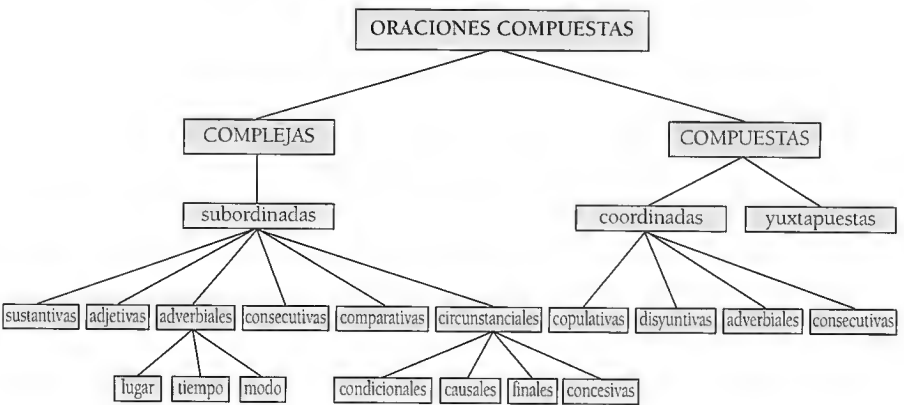 ORACIONES COMPUESTAS
COMPLEJAS COMPUESTAS
subordinadas coordinadas yuxtapuestas
sustantivas adjetivas adverbiales consecutivas comparativas circunstanciales copulativas disyuntivas adverbiales consecutivas
lugar tiempo modo condicionales causales finales concesivas